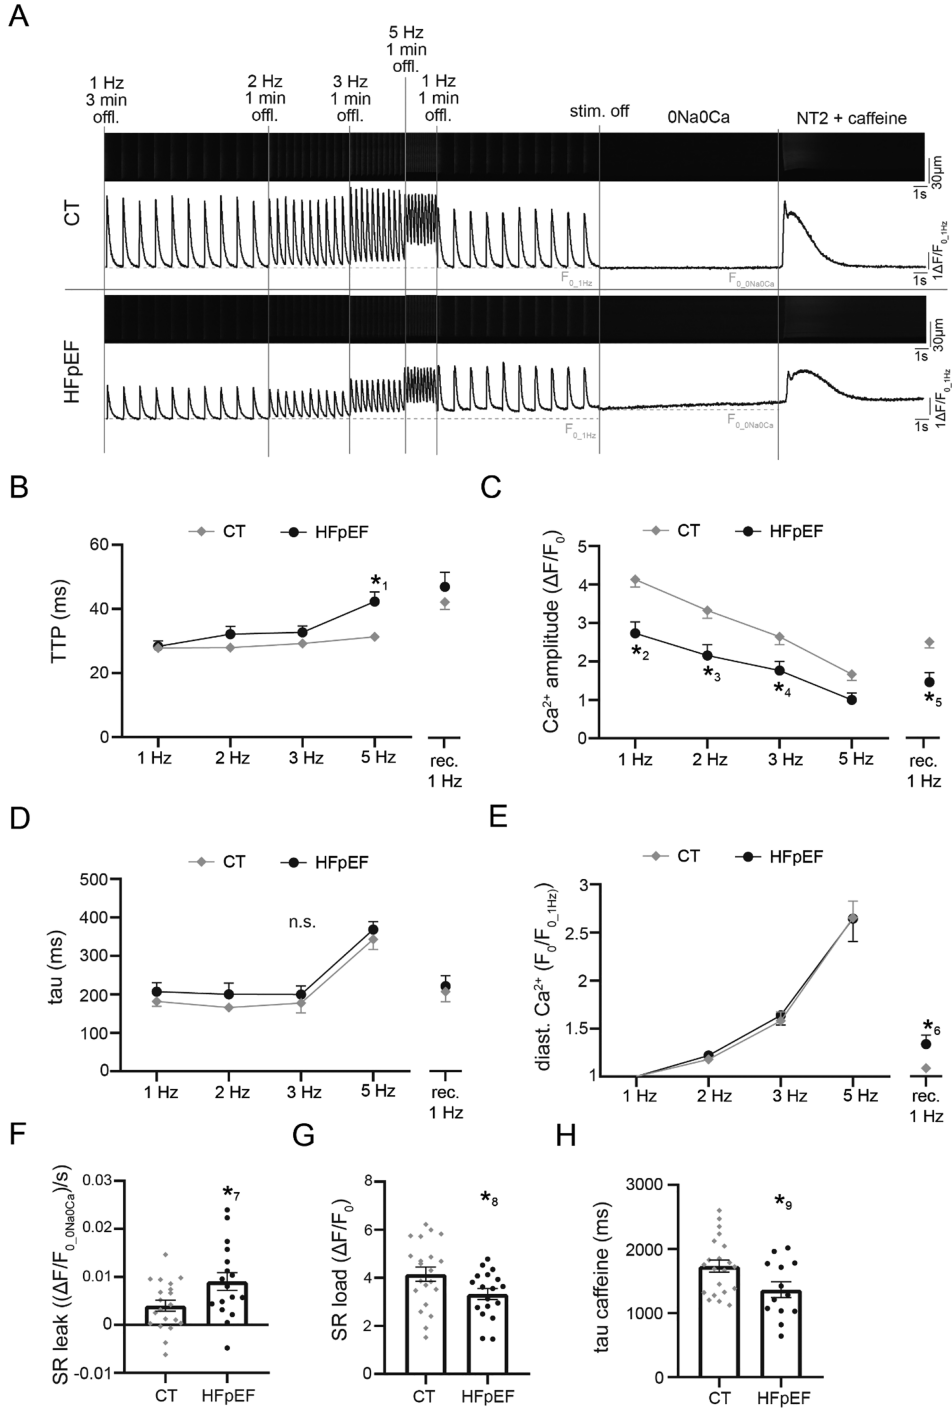 A
5 Hz
1 min
offl.
1 Hz
3 min
offl.
2 Hz
1 min
offl.
3 Hz
1 min
offl.
1 Hz
1 min
offl.
stim. off
0Na0Ca
NT2 + caffeine
CT
30µm
1s
1ΔF/F0_1Hz
1s
F0_1Hz
F0_0Na0Ca
HFpEF
30µm
1s
1ΔF/F0_1Hz
1s
F0_1Hz
F0_0Na0Ca
B
CT
HFpEF
TTP (ms)
60
40
20
0
*1
1 Hz
2 Hz
3 Hz
5 Hz
rec.
1 Hz
C
CT
HFpEF
Ca2+ amplitude (ΔF/F0)
5
4
3
2
1
0
*2
*3
*4
*5
1 Hz
2 Hz
3 Hz
5 Hz
rec.
1 Hz
D
CT
HFpEF
tau (ms)
500
400
300
200
100
0
n.s.
1 Hz
2 Hz
3 Hz
5 Hz
rec.
1 Hz
E
CT
HFpEF
diast. Ca2+ (F0/F0_1Hz)
3
2.5
2
1.5
1
*6
1 Hz
2 Hz
3 Hz
5 Hz
rec.
1 Hz
F
SR leak ((ΔF/F0_0Na0Ca)/s)
0.03
0.02
0.01
0
-0.01
*7
CT
HFpEF
G
SR load (ΔF/F0)
8
6
4
2
0
*8
CT
HFpEF
H
tau caffeine (ms)
3000
2000
1000
0
*9
CT
HFpEF